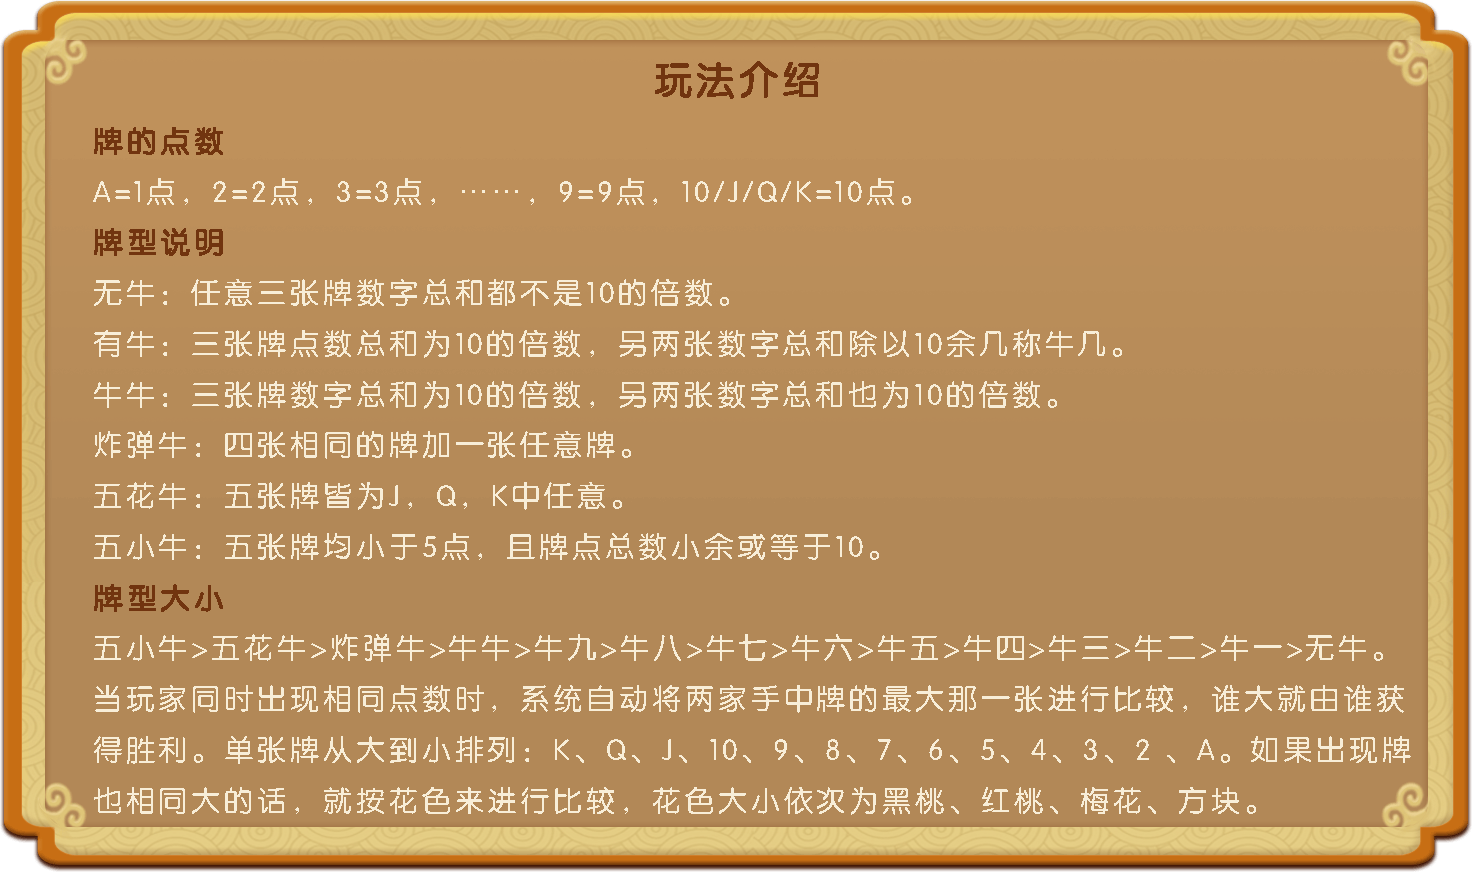 玩法介绍
牌的点数
A=1点，2=2点，3=3点，……，9=9点，10/J/Q/K=10点。
牌型说明
无牛：任意三张牌数字总和都不是10的倍数。
有牛：三张牌点数总和为10的倍数，另两张数字总和除以10余几称牛几。
牛牛：三张牌数字总和为10的倍数，另两张数字总和也为10的倍数。
炸弹牛：四张相同的牌加一张任意牌。
五花牛：五张牌皆为J，Q，K中任意。
五小牛：五张牌均小于5点，且牌点总数小余或等于10。
牌型大小
五小牛>五花牛>炸弹牛>牛牛>牛九>牛八>牛七>牛六>牛五>牛四>牛三>牛二>牛一>无牛。
当玩家同时出现相同点数时，系统自动将两家手中牌的最大那一张进行比较，谁大就由谁获
得胜利。单张牌从大到小排列：K、Q、J、10、9、8、7、6、5、4、3、2 、A。如果出现牌
也相同大的话，就按花色来进行比较，花色大小依次为黑桃、红桃、梅花、方块。